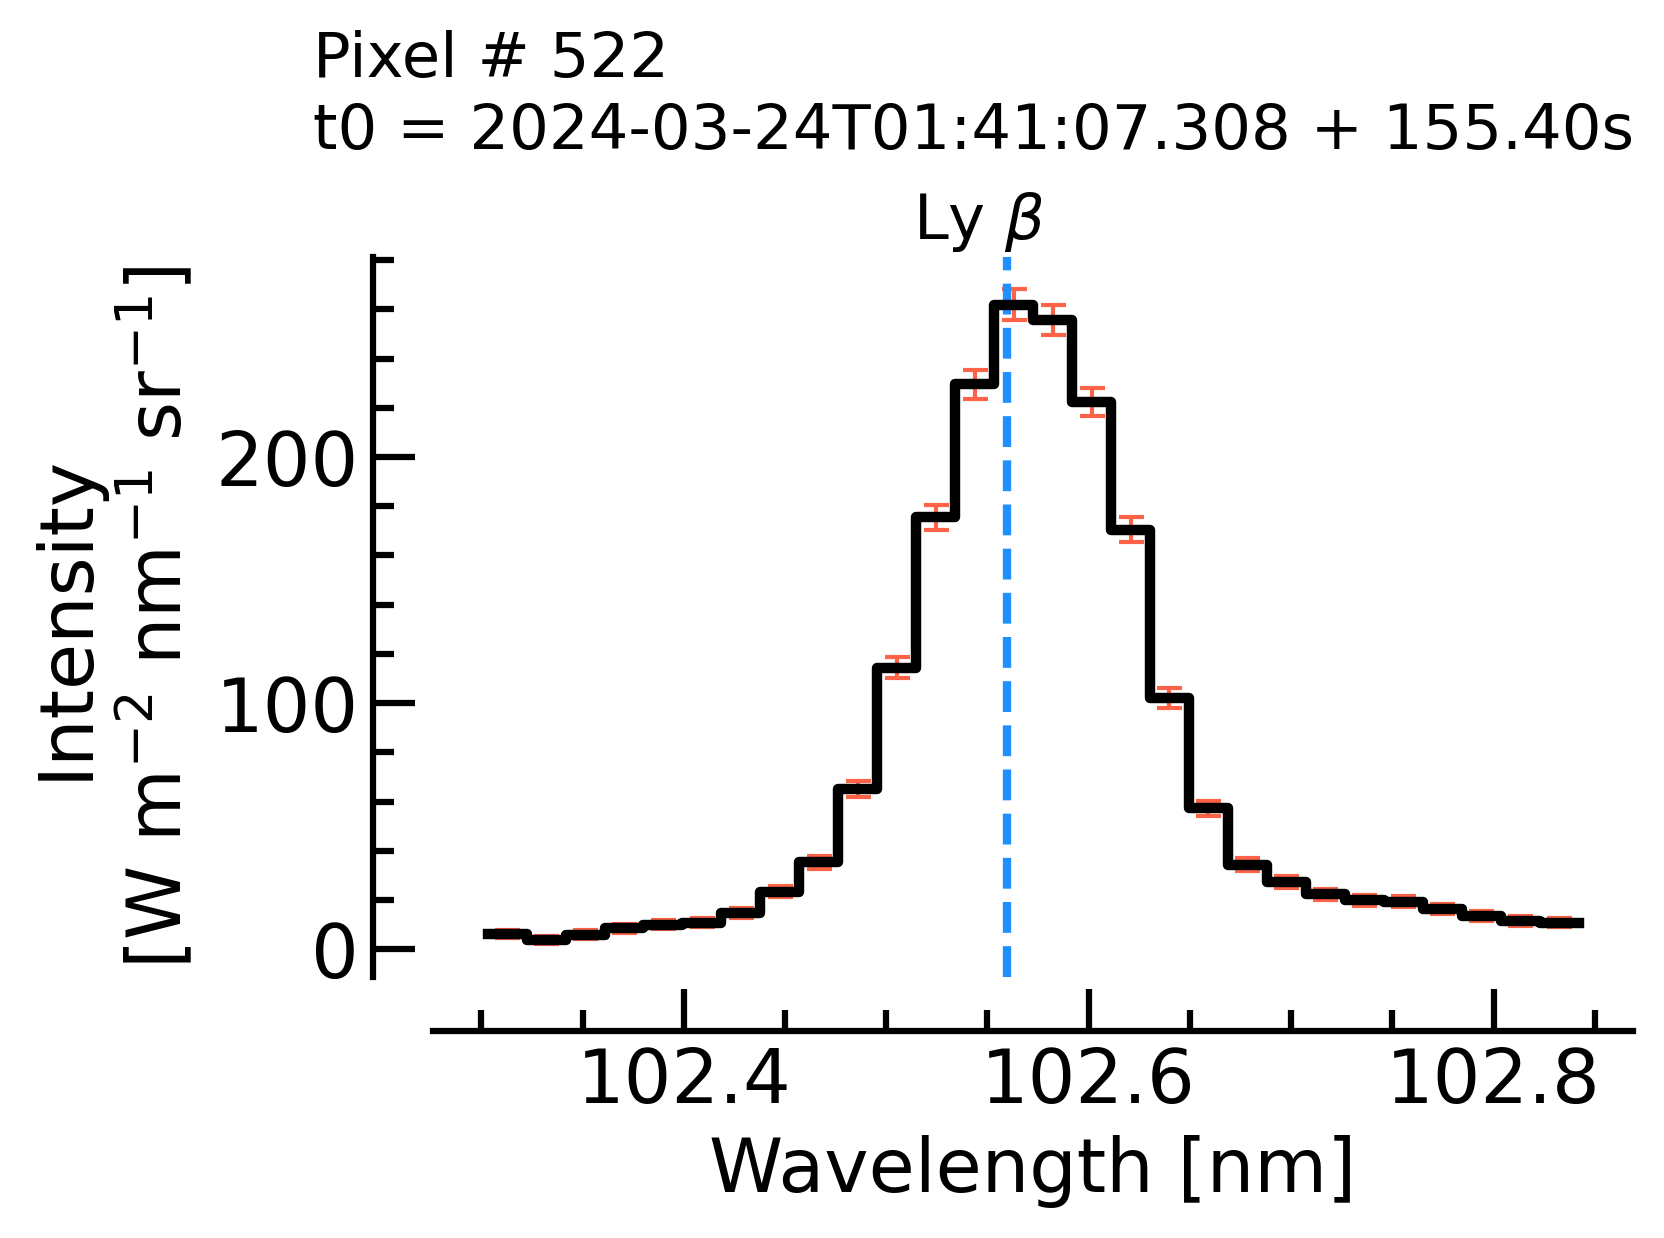 Pixel # 522
t0 = 2024-03-24T01:41:07.308 + 155.40s
Ly β
Intensity
[W m⁻² nm⁻¹ sr⁻¹]
200
100
0
102.4 102.6 102.8
Wavelength [nm]